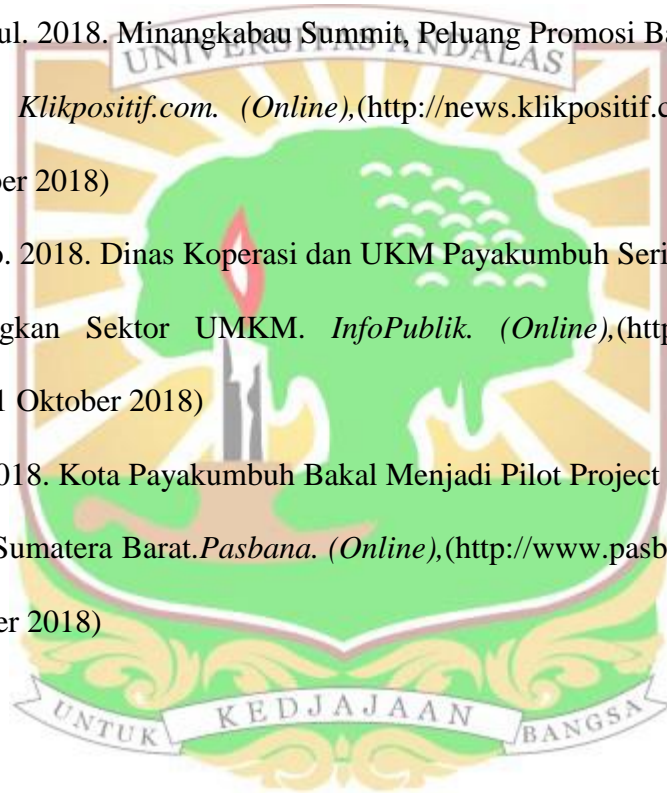 ul. 2018. Minangkabau Summit, Peluang Promosi Ba
UNIVERSITAS ANDALAS
Klikpositif.com. (Online),(http://news.klikpositif.c
ber 2018)
o. 2018. Dinas Koperasi dan UKM Payakumbuh Seri
ngkan Sektor UMKM. InfoPublik. (Online),(http
1 Oktober 2018)
018. Kota Payakumbuh Bakal Menjadi Pilot Project
Sumatera Barat.Pasbana. (Online),(http://www.pasb
er 2018)
UNTUK KEDJAJAAN BANGSA